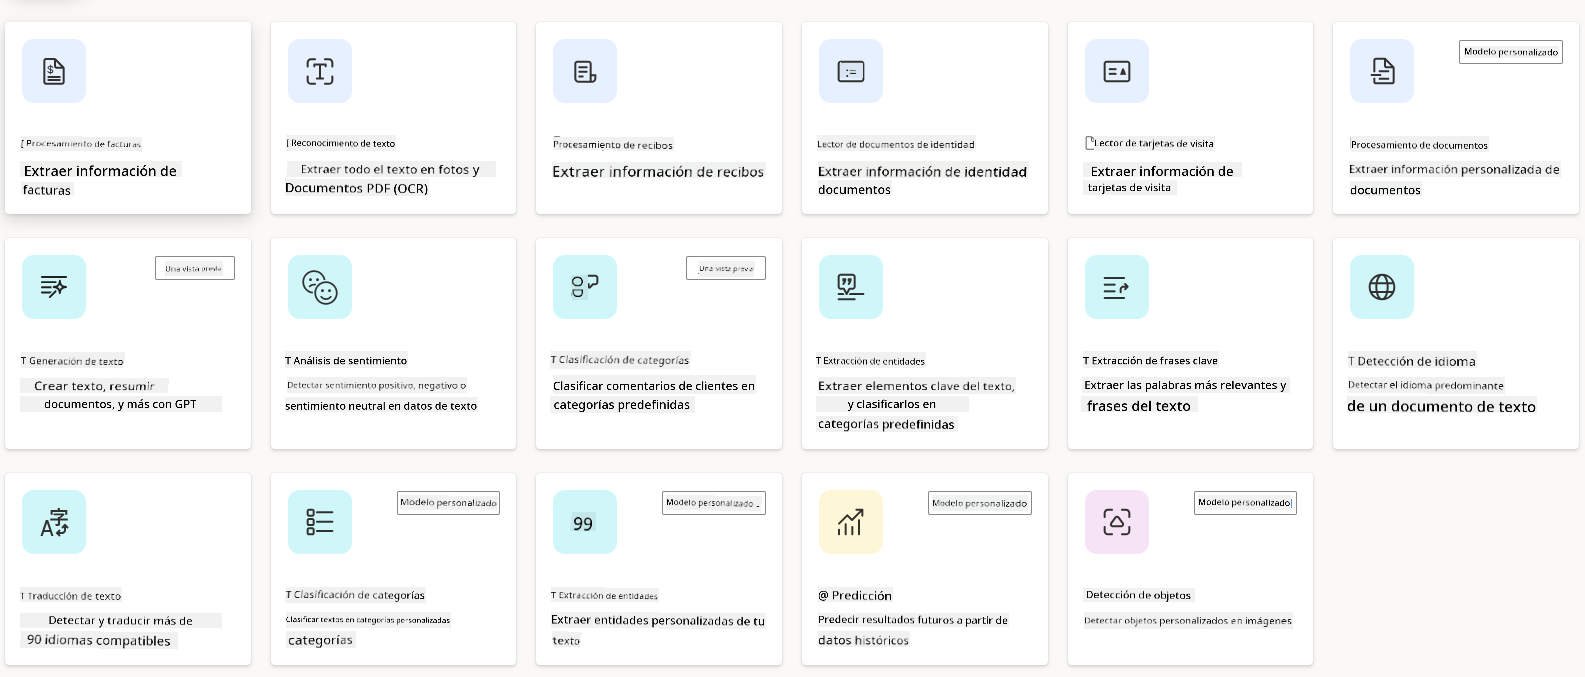 Procesamiento de facturas
Extraer información de
facturas
Reconocimiento de texto
Extraer todo el texto en fotos y
Documentos PDF (OCR)
Procesamiento de recibos
Extraer información de recibos
Lector de documentos de identidad
Extraer información de identidad
documentos
Lector de tarjetas de visita
Extraer información de
tarjetas de visita
Modelo personalizado
Procesamiento de documentos
Extraer información personalizada de
documentos
Una vista previa
T Generación de texto
Crear texto, resumir
documentos, y más con GPT
T Análisis de sentimiento
Detectar sentimiento positivo, negativo o
sentimiento neutral en datos de texto
Una vista previa
T Clasificación de categorías
Clasificar comentarios de clientes en
categorías predefinidas
T Extracción de entidades
Extraer elementos clave del texto,
y clasificarlos en
categorías predefinidas
T Extracción de frases clave
Extraer las palabras más relevantes y
frases del texto
T Detección de idioma
Detectar el idioma predominante
de un documento de texto
T Traducción de texto
Detectar y traducir más de
90 idiomas compatibles
Modelo personalizado
T Clasificación de categorías
Clasificar textos en categorías personalizadas
categorías
Modelo personalizado
99
T Extracción de entidades
Extraer entidades personalizadas de tu
texto
Modelo personalizado
@ Predicción
Predecir resultados futuros a partir de
datos históricos
Modelo personalizado
Detección de objetos
Detectar objetos personalizados en imágenes